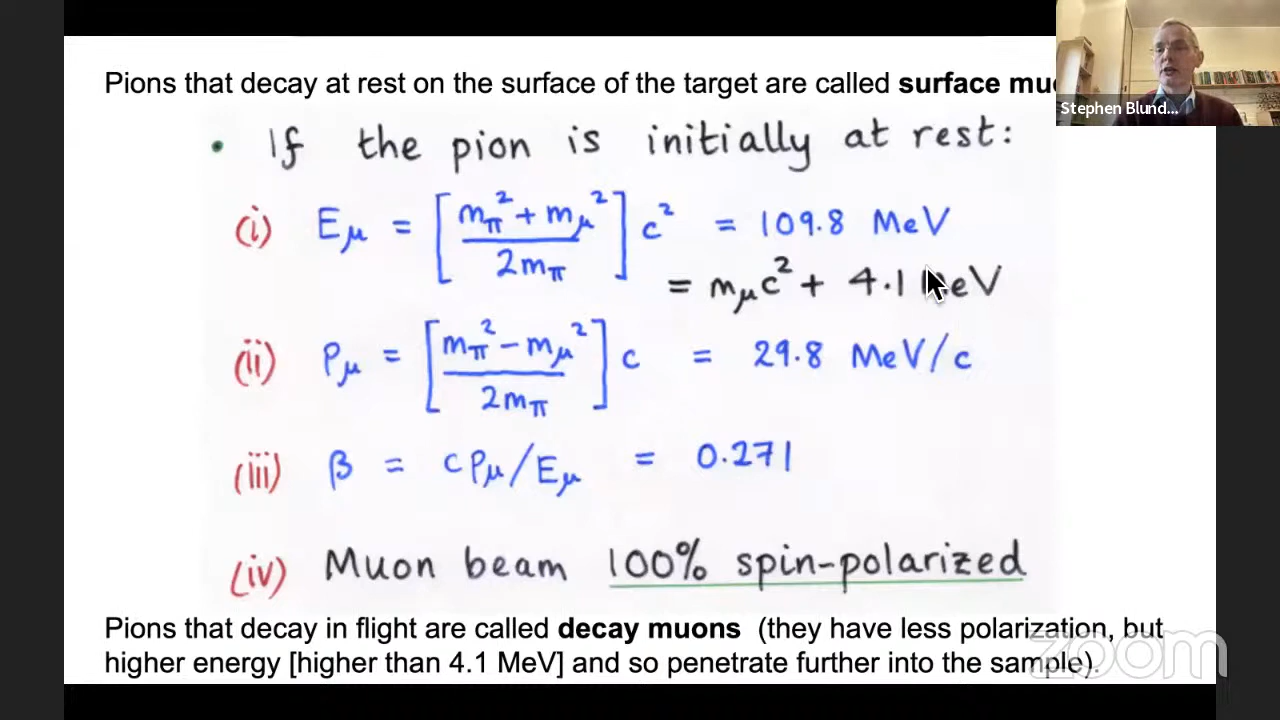 Pions that decay at rest on the surface of the target are called surface
Stephen Blund...
• If the pion is initially at rest:
(i) Eμ = [mπ² + mμ² / 2mπ] c² = 109.8 MeV
= mμc² + 4.1 MeV
(ii) Pμ = [mπ² - mμ² / 2mπ] c = 29.8 MeV/c
(iii) β = cPμ/Eμ = 0.271
(iv) Muon beam 100% spin-polarized
Pions that decay in flight are called decay muons (they have less polarization, but
higher energy [higher than 4.1 MeV] and so penetrate further into the sample).
zoom